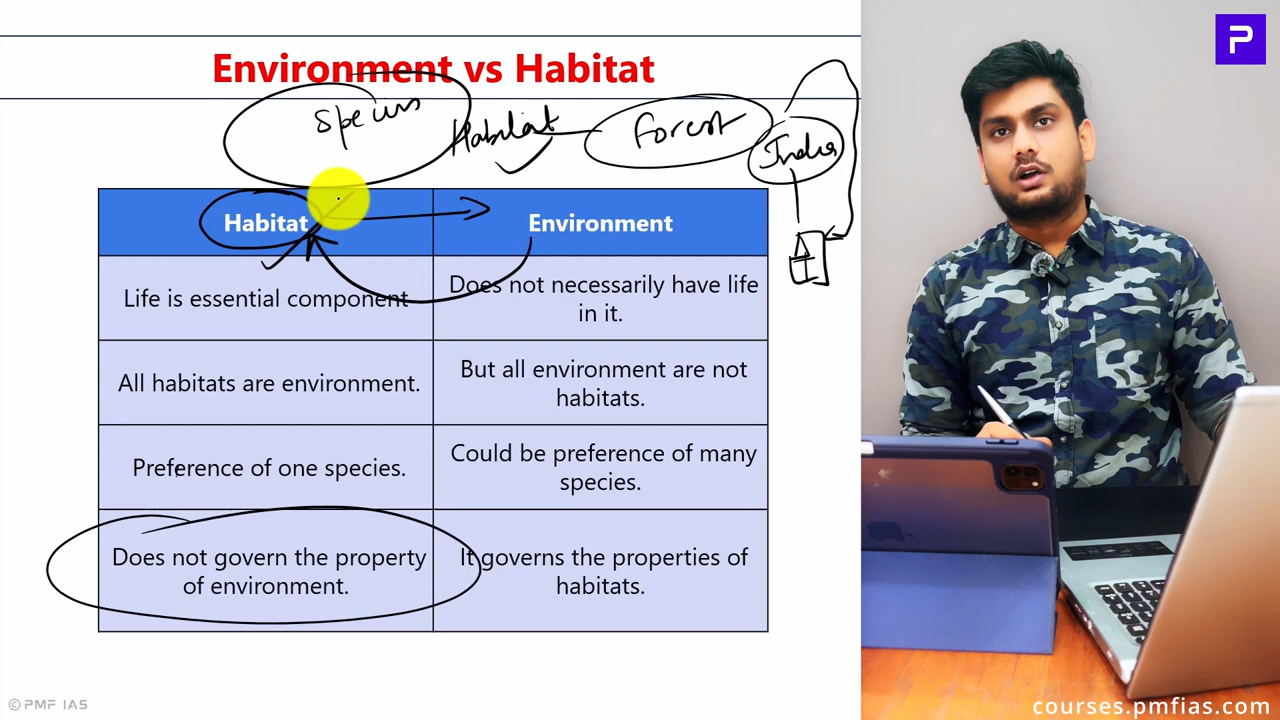 P
Environment vs Habitat
Species
Habitat
Forest
India
Habitat
Environment
Life is essential component
Does not necessarily have life
in it.
All habitats are environment.
But all environment are not
habitats.
Preference of one species.
Could be preference of many
species.
Does not govern the property
of environment.
It governs the properties of
habitats.
© PMF IAS
courses.pmfias.com